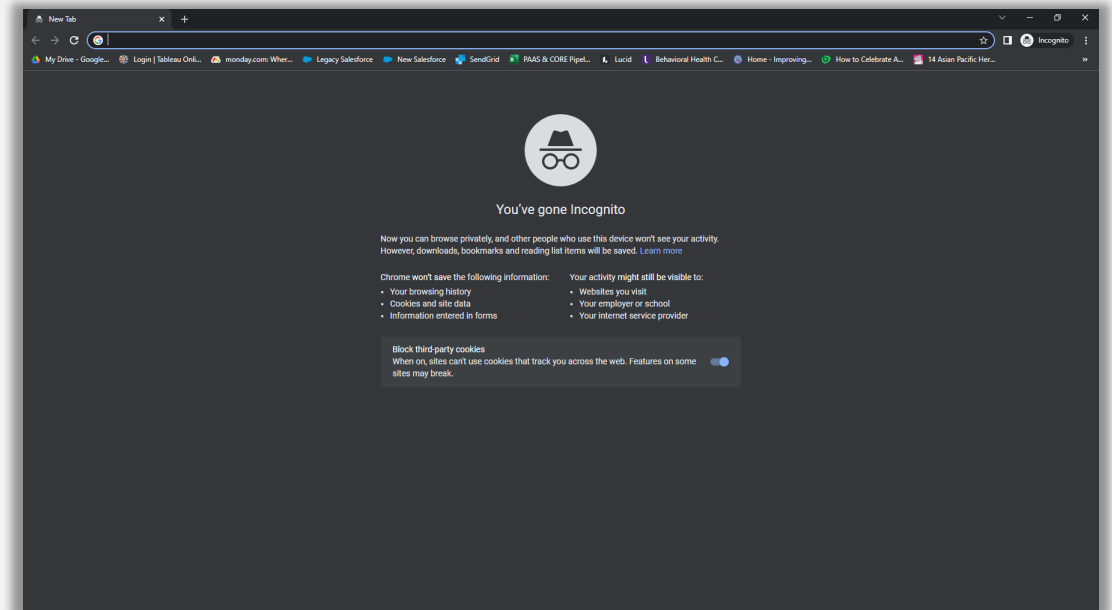 New Tab
Incognito
My Drive - Google... Login | Tableau Onli... monday.com: Wher... Legacy Salesforce New Salesforce SendGrid PAAS & CORE Pipel... Lucid Behavioral Health C... Home - Improving... How to Celebrate A... 14 Asian Pacific Her... »
You've gone Incognito
Now you can browse privately, and other people who use this device won't see your activity.
However, downloads, bookmarks and reading list items will be saved. Learn more
Chrome won't save the following information:
• Your browsing history
• Cookies and site data
• Information entered in forms
Your activity might still be visible to:
• Websites you visit
• Your employer or school
• Your internet service provider
Block third-party cookies
When on, sites can't use cookies that track you across the web. Features on some
sites may break.